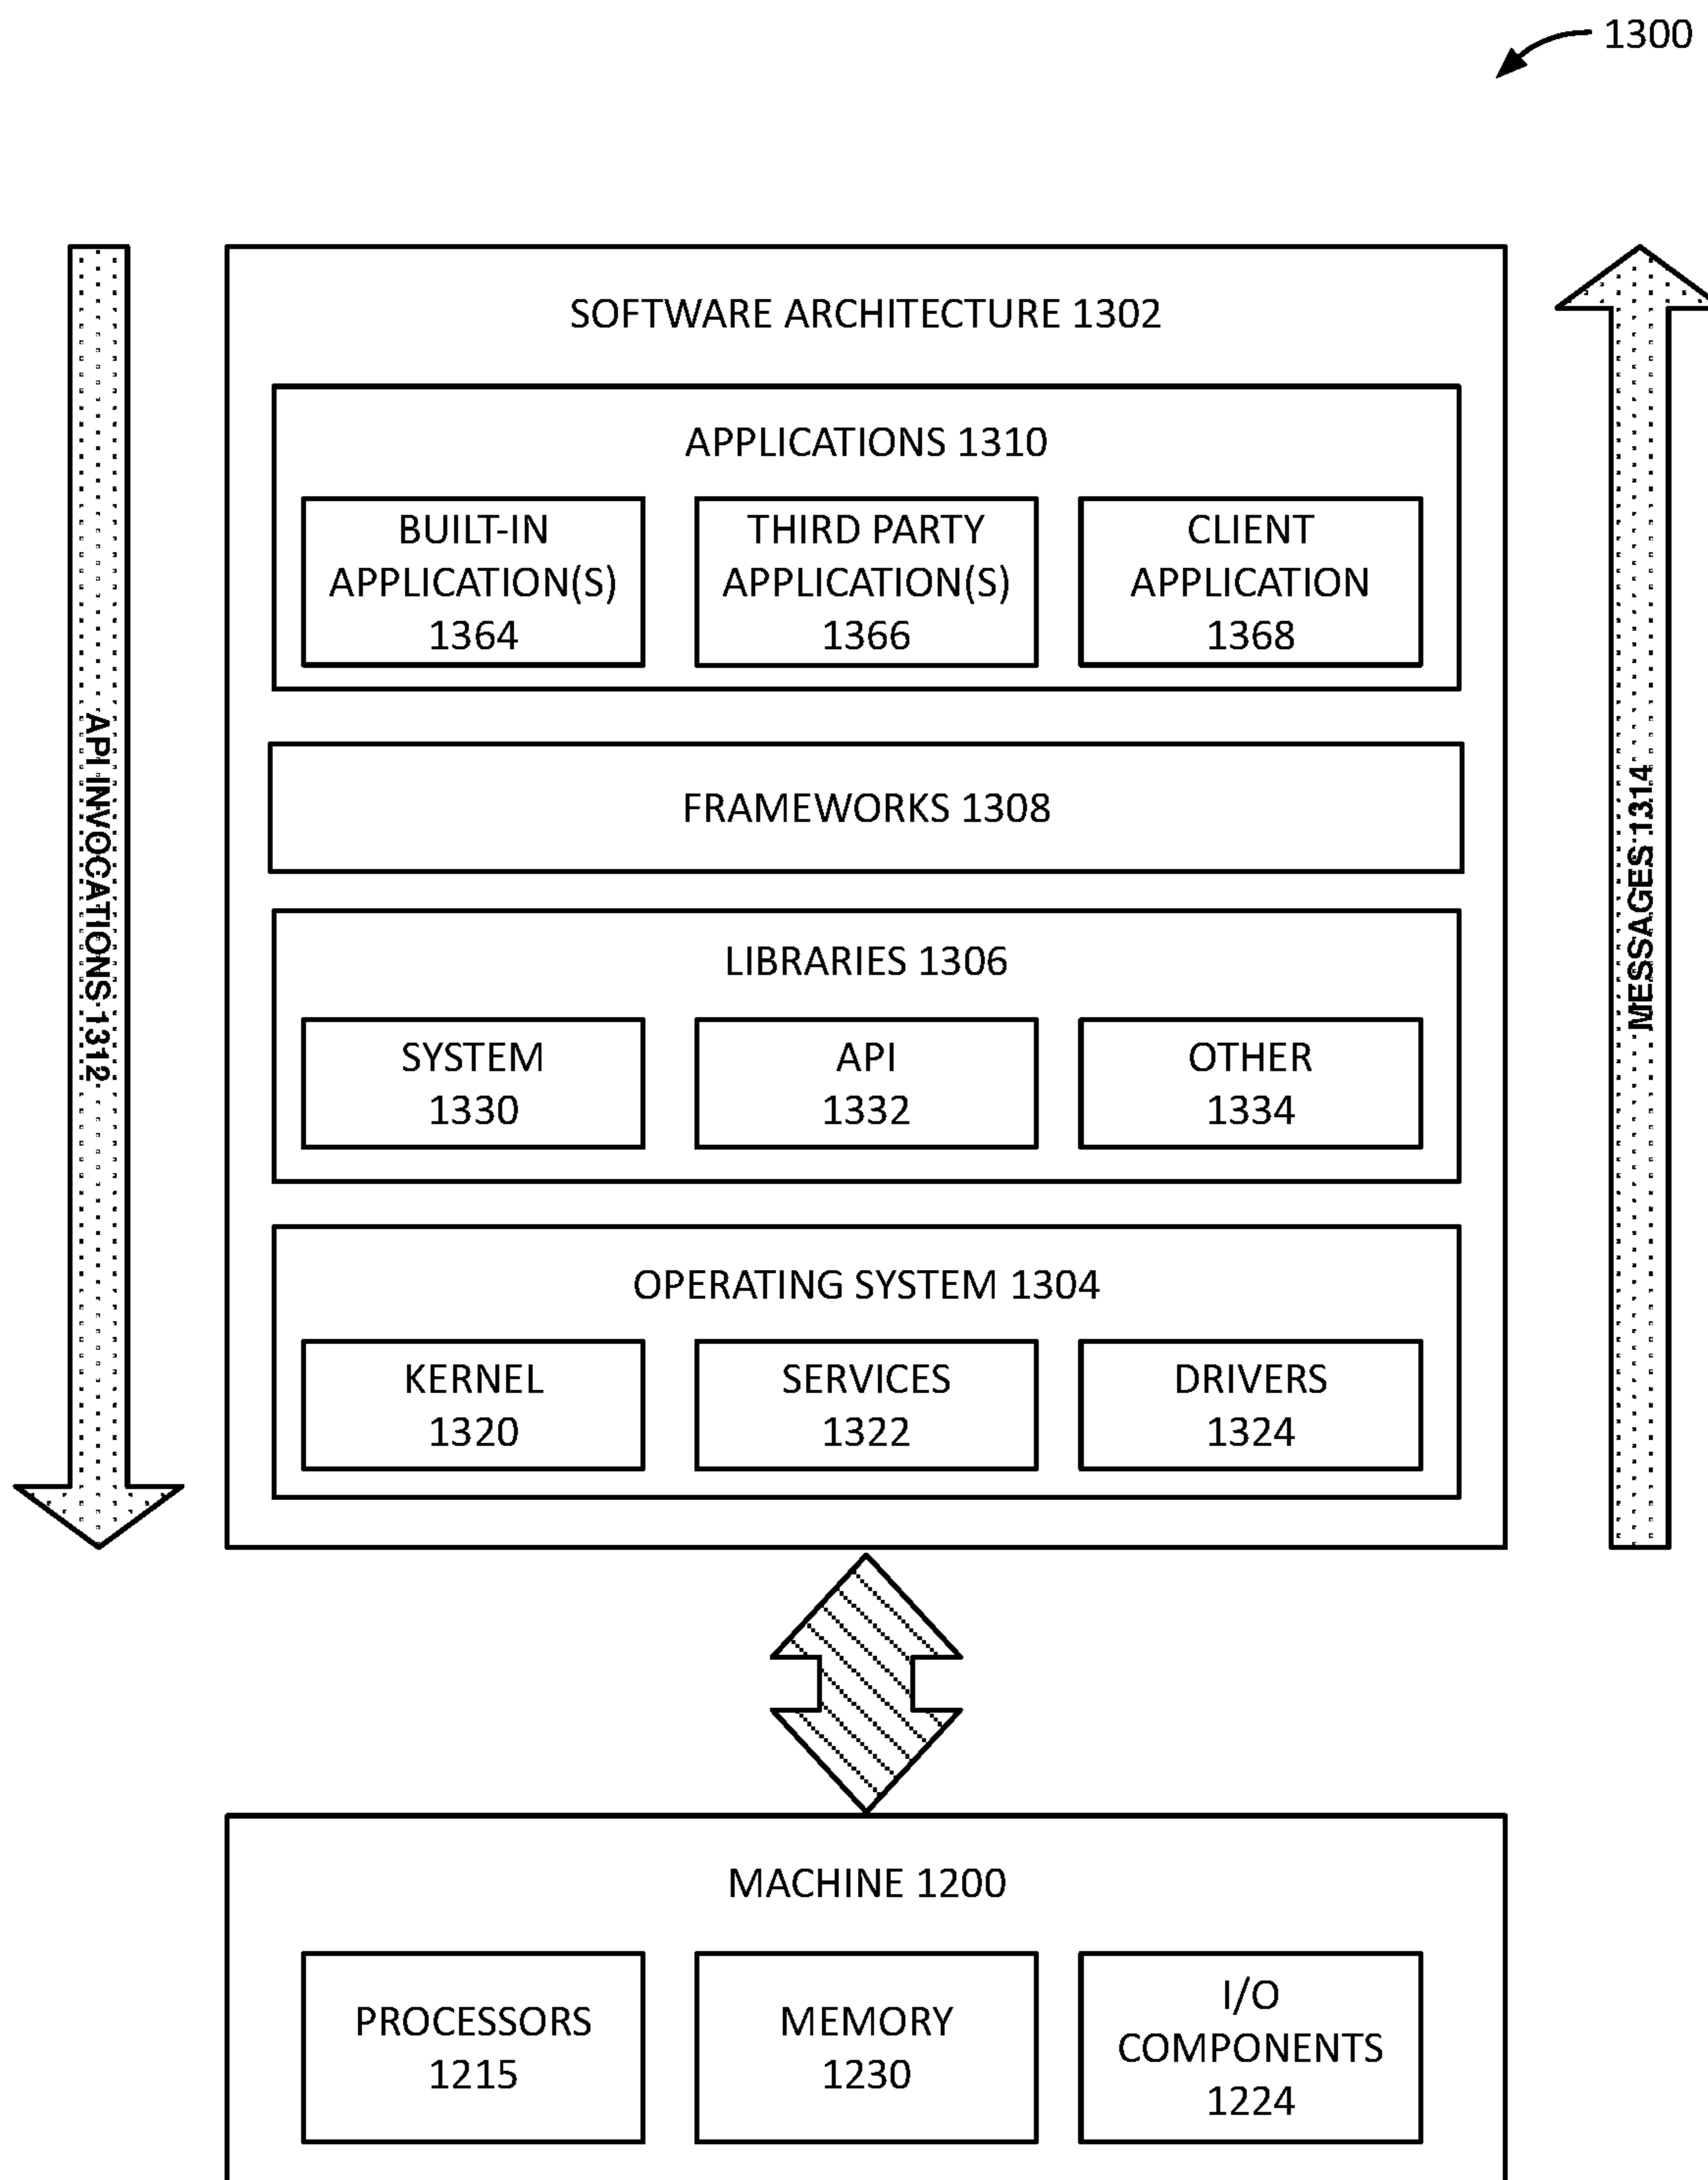 1300
SOFTWARE ARCHITECTURE 1302
APPLICATIONS 1310
BUILT-IN
APPLICATION(S)
1364
THIRD PARTY
APPLICATION(S)
1366
CLIENT
APPLICATION
1368
FRAMEWORKS 1308
LIBRARIES 1306
SYSTEM
1330
API
1332
OTHER
1334
OPERATING SYSTEM 1304
KERNEL
1320
SERVICES
1322
DRIVERS
1324
API INVOCATIONS 1312
MESSAGES 1314
MACHINE 1200
PROCESSORS
1215
MEMORY
1230
I/O
COMPONENTS
1224